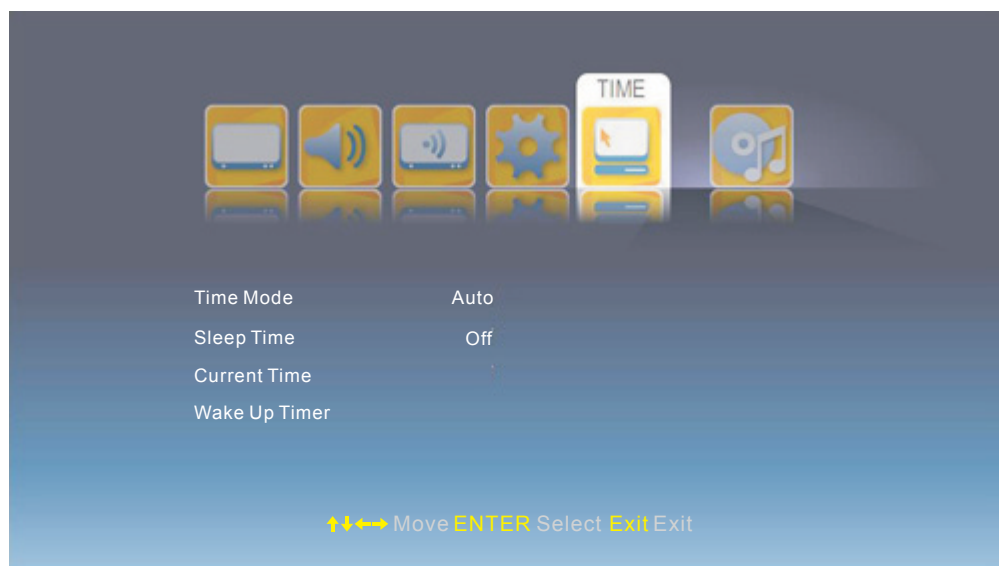 TIME
Time Mode Auto
Sleep Time Off
Current Time
Wake Up Timer
↑↓←→ Move ENTER Select Exit Exit